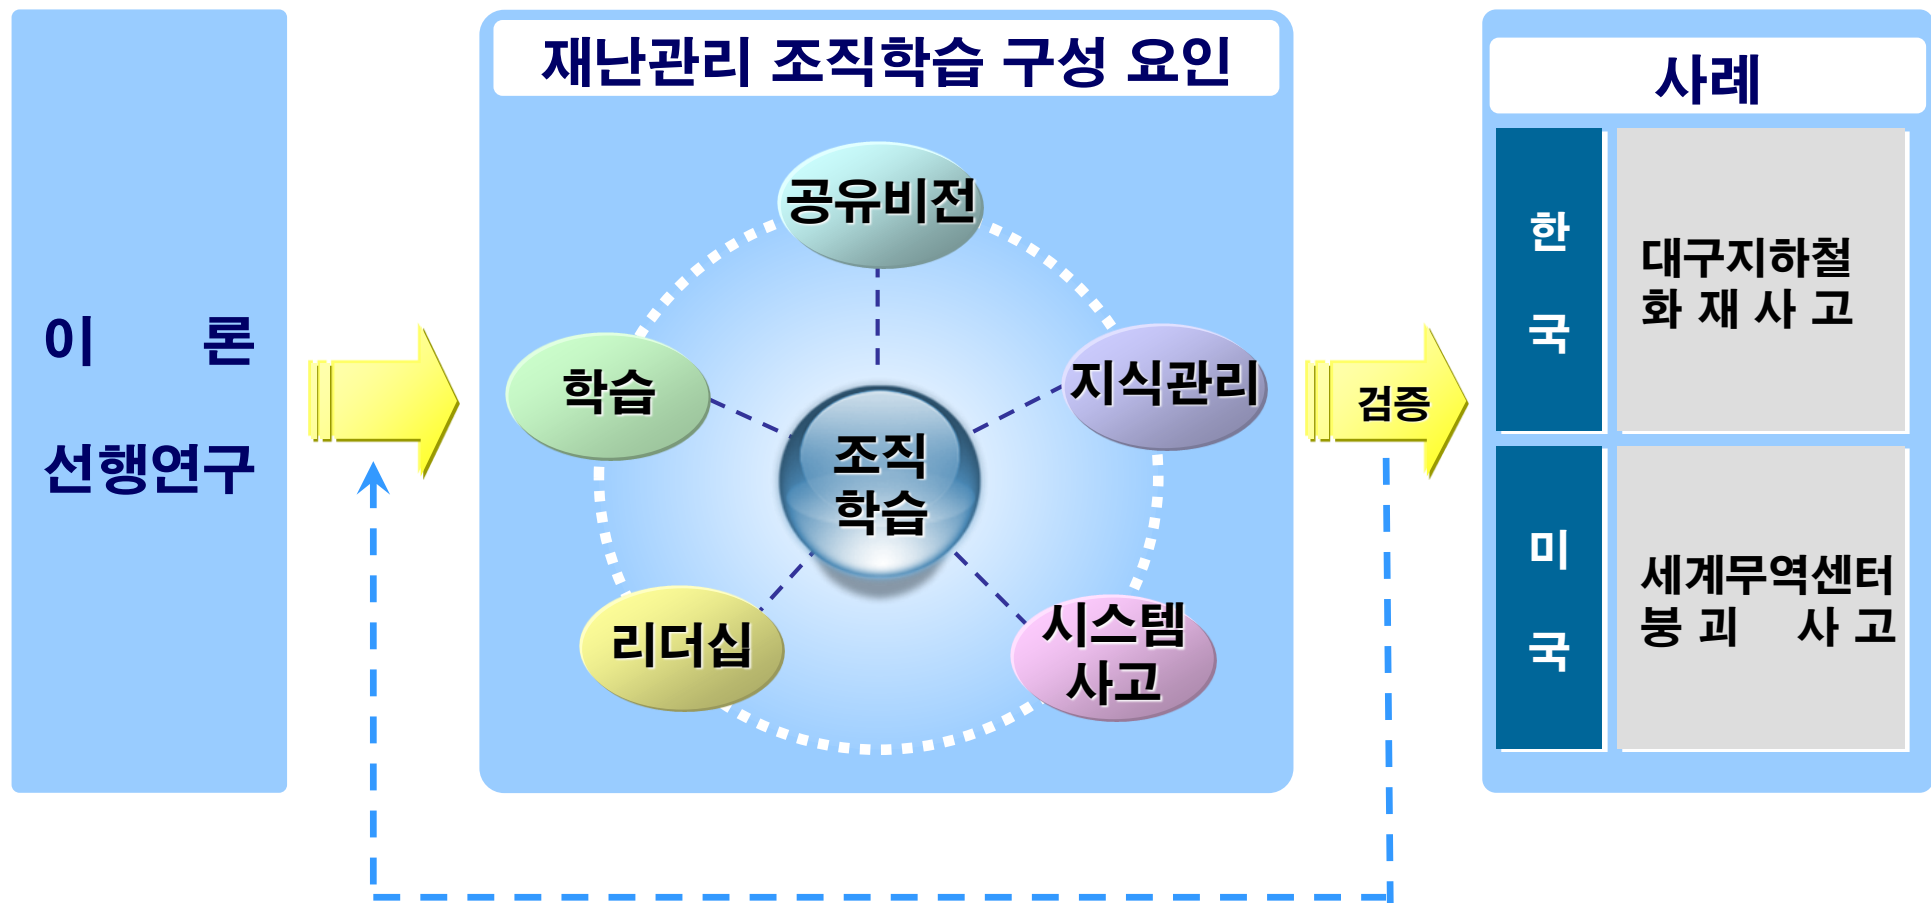 이 론
선행연구
재난관리 조직학습 구성 요인
공유비전
학습
지식관리
조직
학습
리더십
시스템
사고
검증
사례
한
국
대구지하철
화 재 사 고
미
국
세계무역센터
붕 괴 사 고